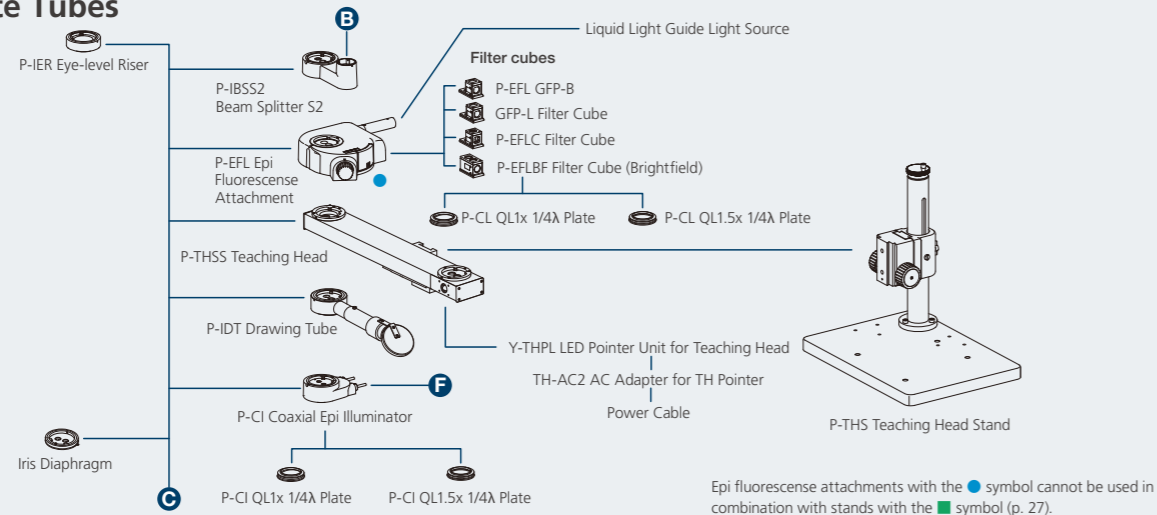 te Tubes
B
Liquid Light Guide Light Source
P-IER Eye-level Riser
Filter cubes
P-IBSS2
Beam Splitter S2
P-EFL GFP-B
GFP-L Filter Cube
P-EFLC Filter Cube
P-EFL Epi
Fluorescense
Attachment
P-EFLBF Filter Cube (Brightfield)
P-CL QL1x 1/4λ Plate
P-CL QL1.5x 1/4λ Plate
P-THSS Teaching Head
P-IDT Drawing Tube
Y-THPL LED Pointer Unit for Teaching Head
TH-AC2 AC Adapter for TH Pointer
Power Cable
F
P-CI Coaxial Epi Illuminator
P-THS Teaching Head Stand
Iris Diaphragm
C
P-CI QL1x 1/4λ Plate
P-CI QL1.5x 1/4λ Plate
Epi fluorescense attachments with the ● symbol cannot be used in
combination with stands with the ■ symbol (p. 27).